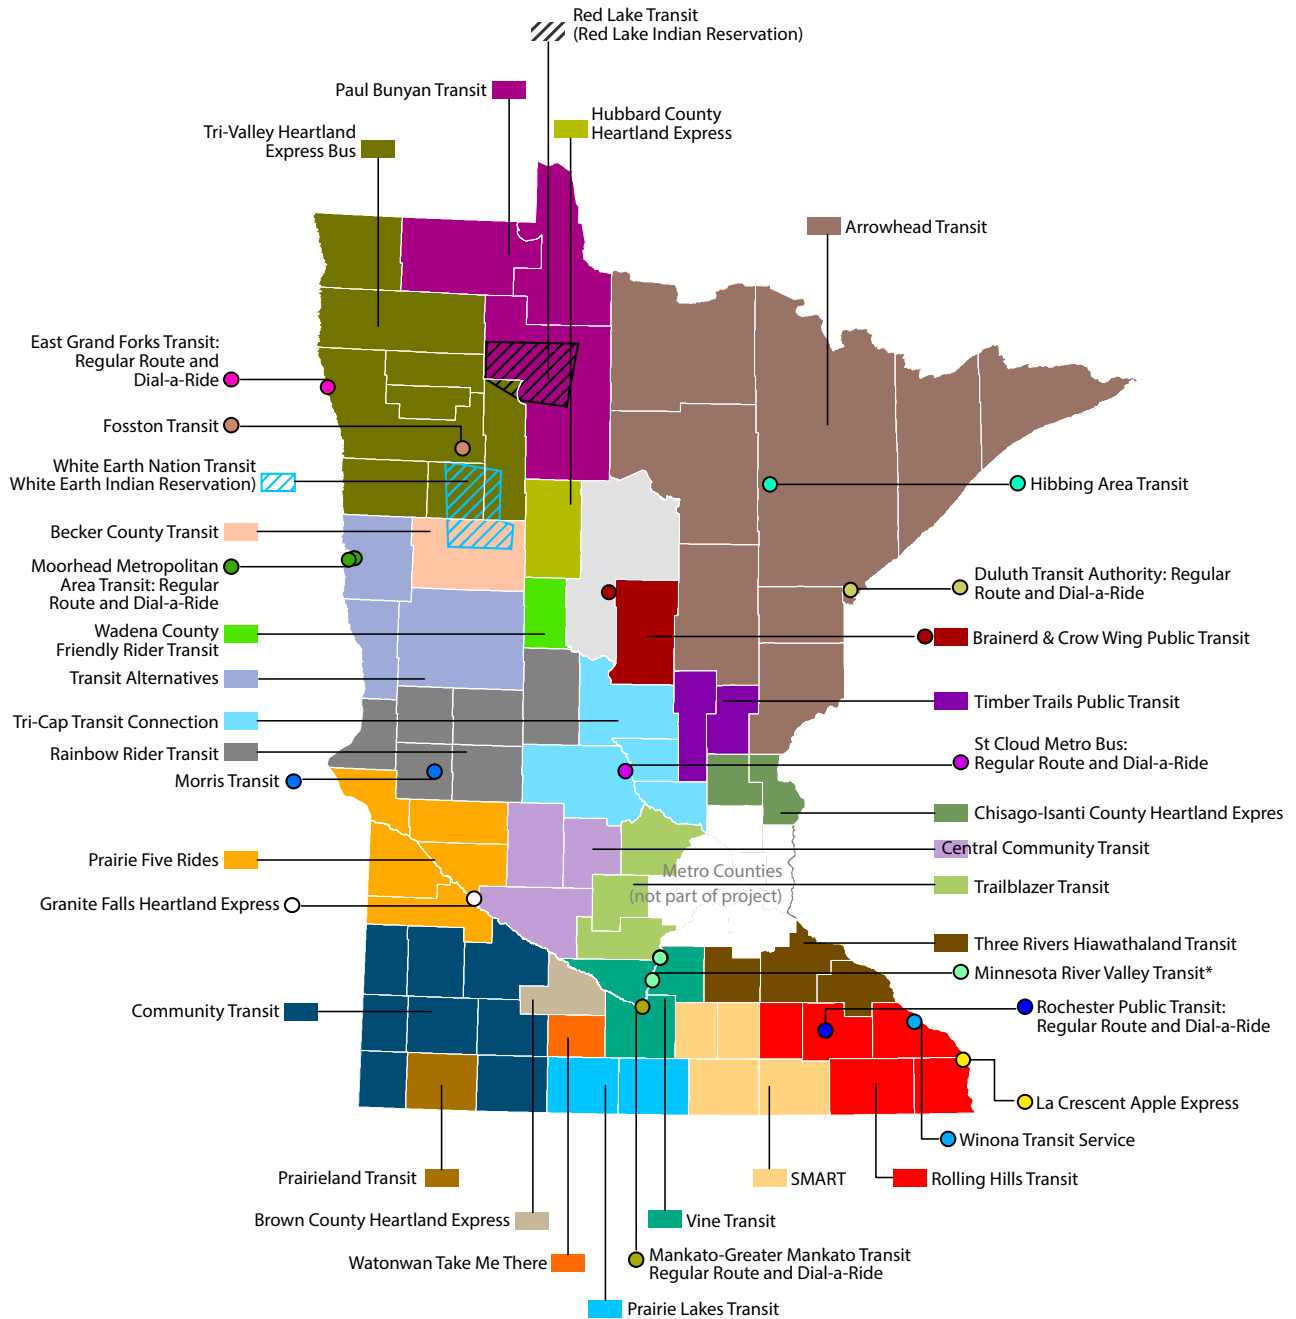 Red Lake Transit
(Red Lake Indian Reservation)
Paul Bunyan Transit
Hubbard County
Heartland Express
Tri-Valley Heartland
Express Bus
Arrowhead Transit
East Grand Forks Transit:
Regular Route and
Dial-a-Ride
Fosston Transit
White Earth Nation Transit
White Earth Indian Reservation)
Hibbing Area Transit
Becker County Transit
Moorhead Metropolitan
Area Transit: Regular
Route and Dial-a-Ride
Duluth Transit Authority: Regular
Route and Dial-a-Ride
Wadena County
Friendly Rider Transit
Brainerd & Crow Wing Public Transit
Transit Alternatives
Timber Trails Public Transit
Tri-Cap Transit Connection
St Cloud Metro Bus:
Regular Route and Dial-a-Ride
Rainbow Rider Transit
Morris Transit
Chisago-Isanti County Heartland Expres
Central Community Transit
Prairie Five Rides
Metro Counties
(not part of project)
Trailblazer Transit
Granite Falls Heartland Express
Three Rivers Hiawathaland Transit
Minnesota River Valley Transit*
Community Transit
Rochester Public Transit:
Regular Route and Dial-a-Ride
La Crescent Apple Express
Winona Transit Service
Prairieland Transit
SMART
Rolling Hills Transit
Brown County Heartland Express
Vine Transit
Watonwan Take Me There
Mankato-Greater Mankato Transit
Regular Route and Dial-a-Ride
Prairie Lakes Transit